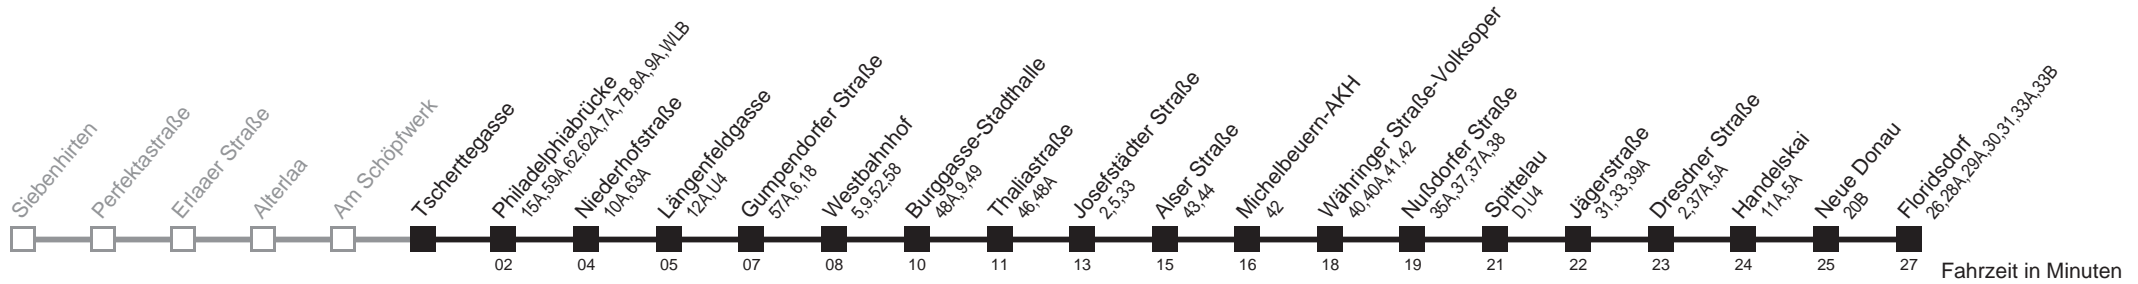 Siebenhirten
Perfektastraße
Erlaaer Straße
Alterlaa
Am Schöpfwerk
Tscherttegasse
Philadelphiabrücke
15A,59A,62,62A,7A,7B,8A,9A,WLB
Niederhofstraße
10A,63A
Längenfeldgasse
12A,U4
Gumpendorfer Straße
57A,6,18
Westbahnhof
5,9,52,58
Burggasse-Stadthalle
48A,9,49
Thaliastraße
46,48A
Josefstädter Straße
2,5,33
Alser Straße
43,44
Michelbeuern-AKH
42
Währinger Straße-Volksoper
40,40A,41,42
Nußdorfer Straße
35A,37,37A,38
Spittelau
D,U4
Jägerstraße
31,33,39A
Dresdner Straße
2,37A,5A
Handelskai
11A,5A
Neue Donau
20B
Floridsdorf
26,28A,29A,30,31,33A,33B
02 04 05 07 08 10 11 13 15 16 18 19 21 22 23 24 25 27
Fahrzeit in Minuten